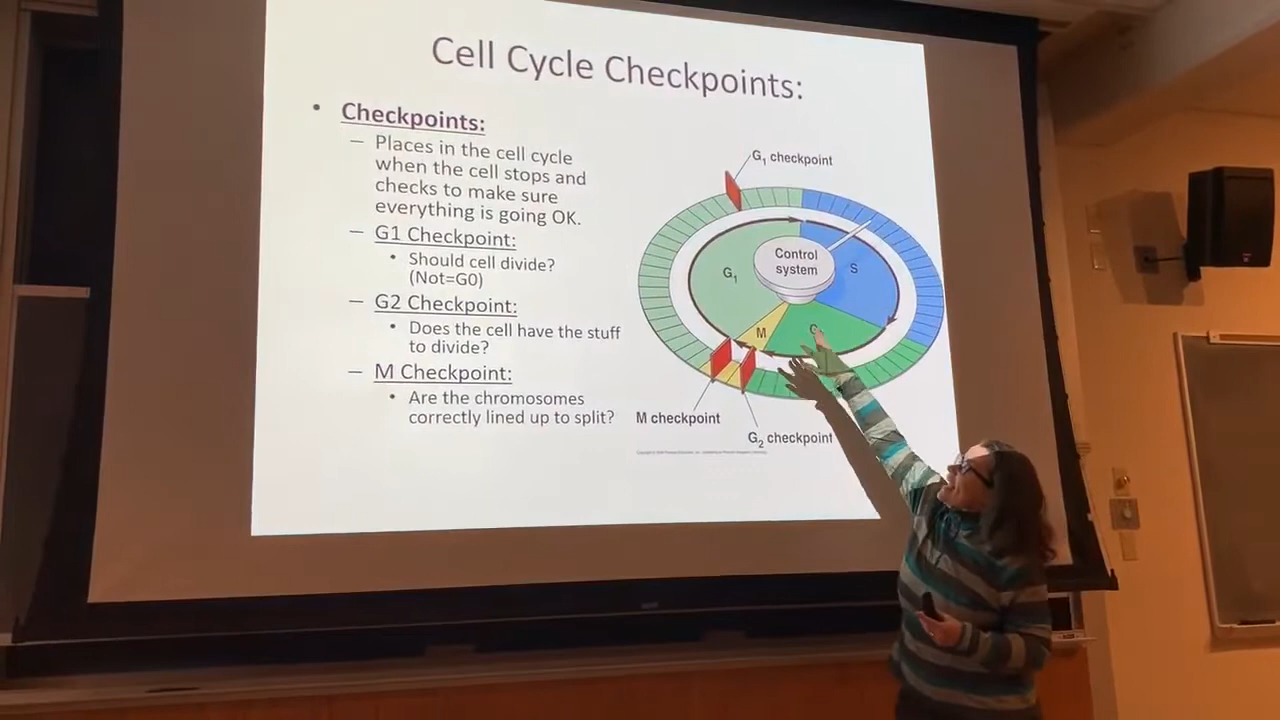 Cell Cycle Checkpoints:
• Checkpoints:
– Places in the cell cycle
when the cell stops and
checks to make sure
everything is going OK.
– G1 Checkpoint:
• Should cell divide?
(Not=G0)
– G2 Checkpoint:
• Does the cell have the stuff
to divide?
– M Checkpoint:
• Are the chromosomes
correctly lined up to split?
G₁ checkpoint
Control
system
G₁
S
M
M checkpoint
G₂ checkpoint